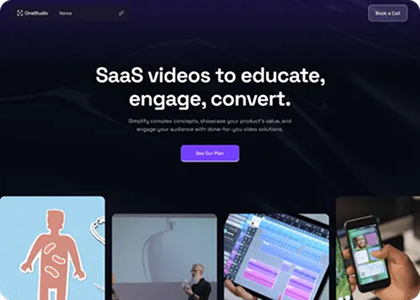 OneStudio
Home
Book a Call
SaaS videos to educate,
engage, convert.
Simplify complex concepts, showcase your product's value, and
engage your audience with done-for-you video solutions.
See Our Plan